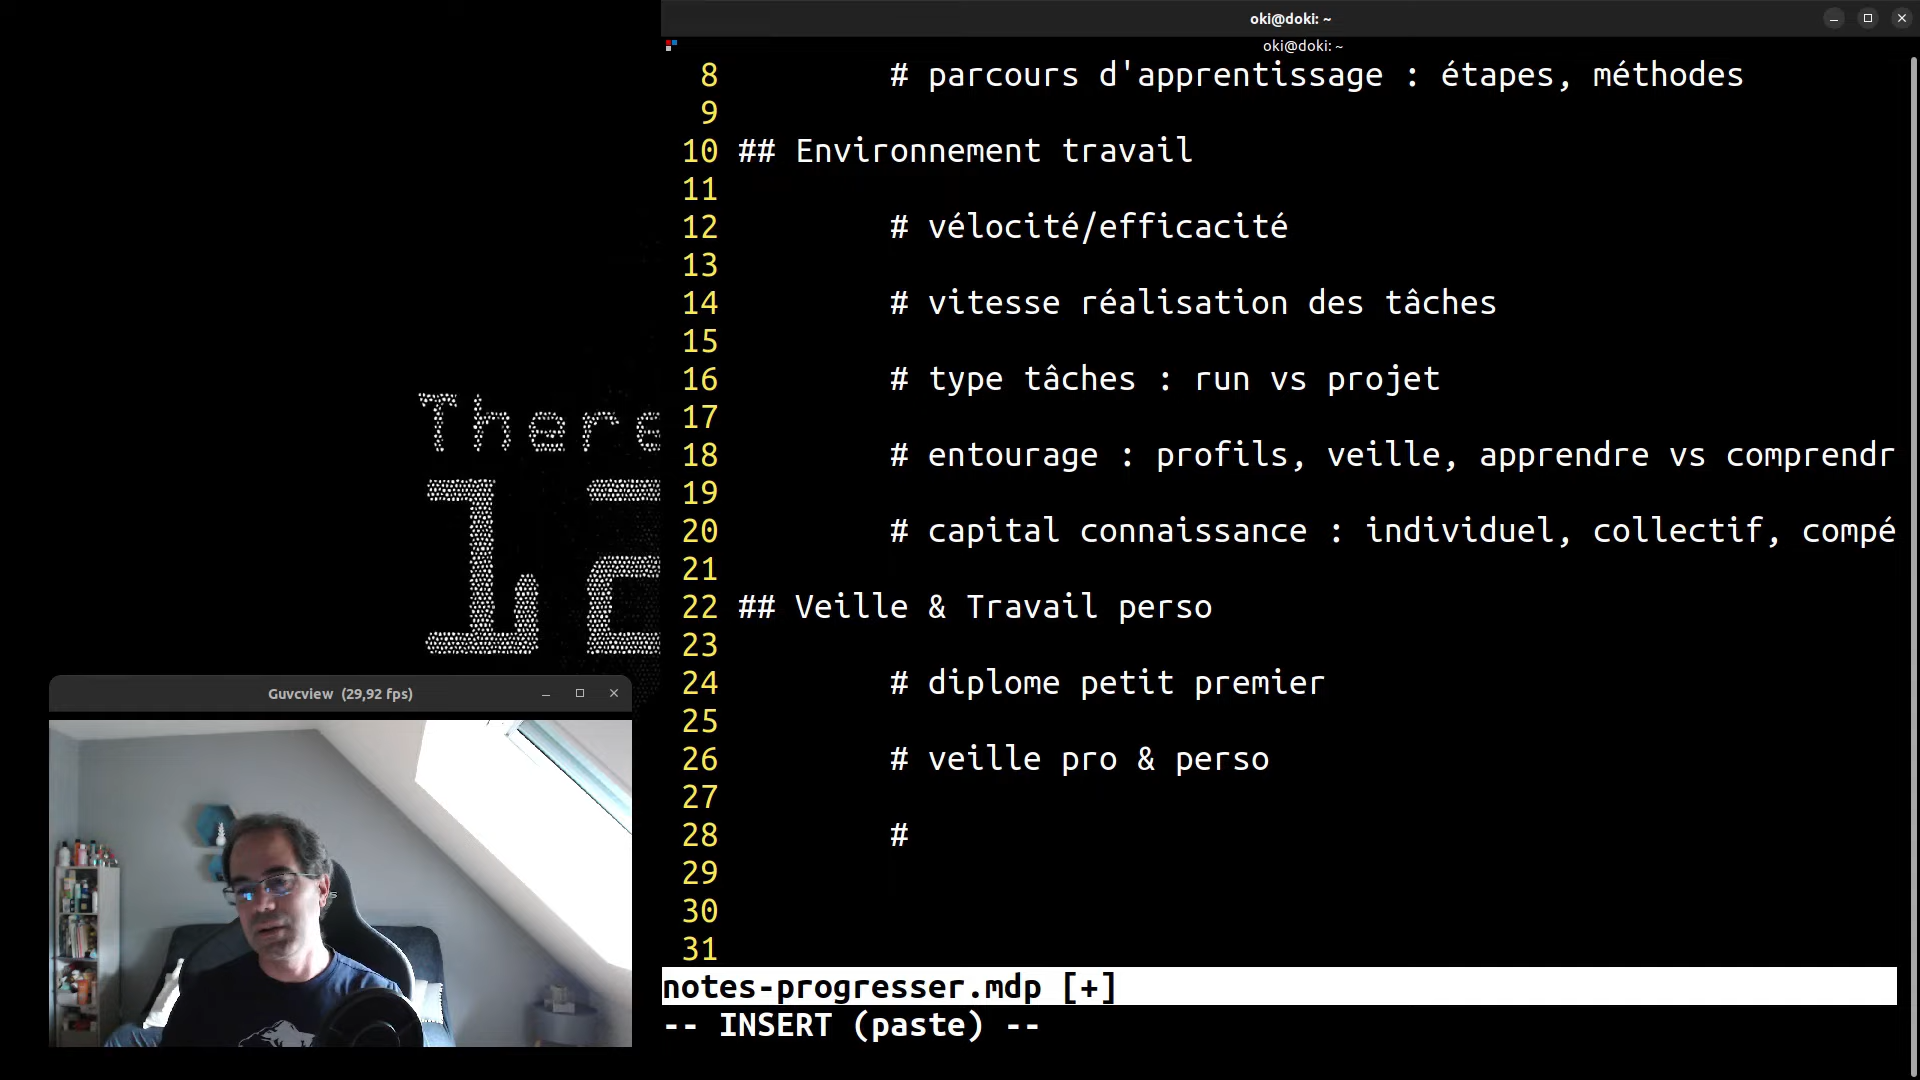 oki@doki: ~
oki@doki: ~
8 # parcours d'apprentissage : étapes, méthodes
9
10 ## Environnement travail
11
12 # vélocité/efficacité
13
14 # vitesse réalisation des tâches
15
16 # type tâches : run vs projet
17
18 # entourage : profils, veille, apprendre vs comprendr
19
20 # capital connaissance : individuel, collectif, compé
21
22 ## Veille & Travail perso
23
24 # diplome petit premier
25
26 # veille pro & perso
27
28 #
29
30
31
notes-progresser.mdp [+]
-- INSERT (paste) --
There
12
Guvcview (29,92 fps)